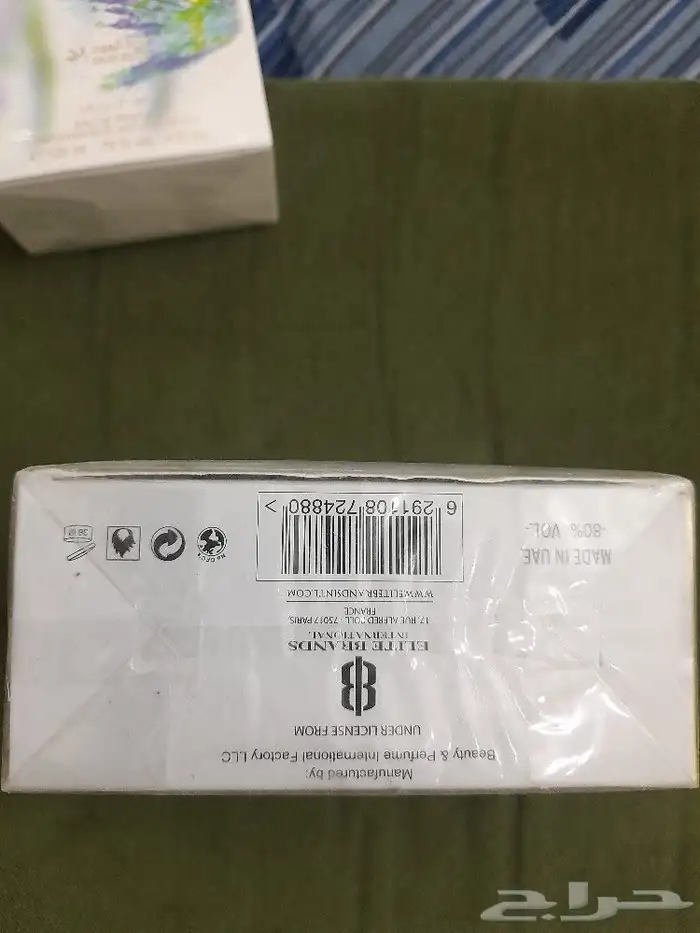 Manufactured by:
Beauty & Perfume International Factory LLC
UNDER LICENSE FROM
ELITE BRANDS
INTERNATIONAL
17, RUE ALFRED ROLL - 75017 PARIS
FRANCE
WWW.ELITEBRANDSINTL.COM
6 291108 724880 >
MADE IN UAE
-80% VOL-
36 M
حراج